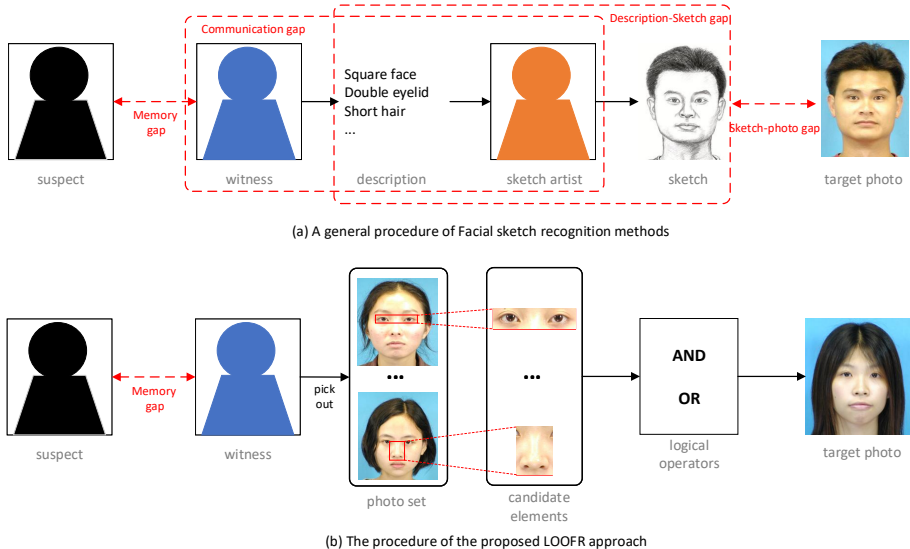 Communication gap
Description-Sketch gap
Square face
Double eyelid
Short hair
...
Memory
gap
Sketch-photo gap
suspect
witness
description
sketch artist
sketch
target photo
(a) A general procedure of Facial sketch recognition methods
Memory
gap
pick
out
...
...
...
AND
OR
suspect
witness
photo set
candidate
elements
logical
operators
target photo
(b) The procedure of the proposed LOOFR approach